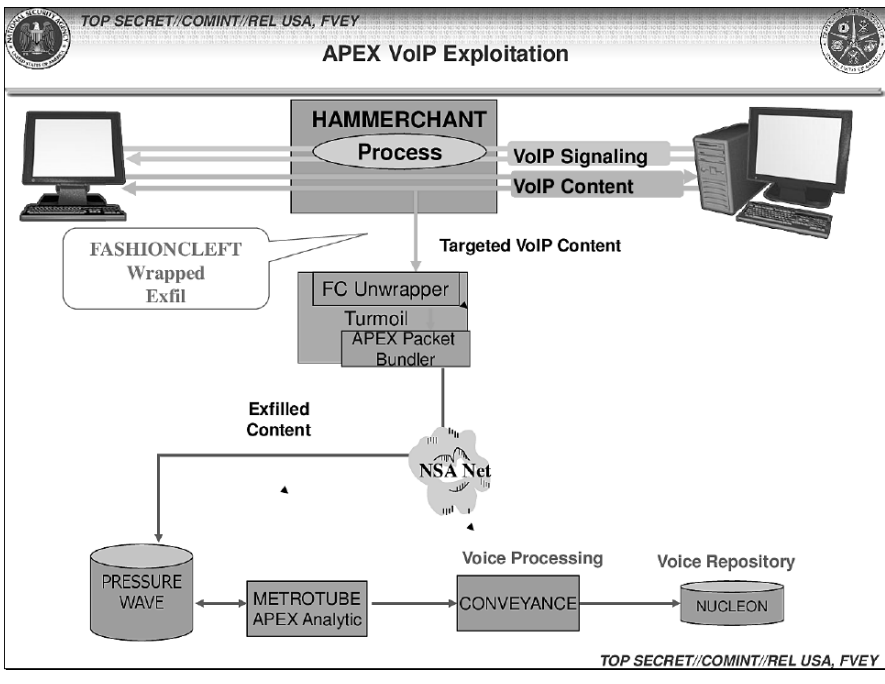 TOP SECRET//COMINT//REL USA, FVEY
APEX VoIP Exploitation
HAMMERCHANT
Process
VoIP Signaling
VoIP Content
FASHIONCLEFT
Wrapped
Exfil
Targeted VoIP Content
FC Unwrapper
Turmoil
APEX Packet
Bundler
Exfilled
Content
NSA Net
PRESSURE
WAVE
METROTUBE
APEX Analytic
Voice Processing
CONVEYANCE
Voice Repository
NUCLEON
TOP SECRET//COMINT//REL USA, FVEY